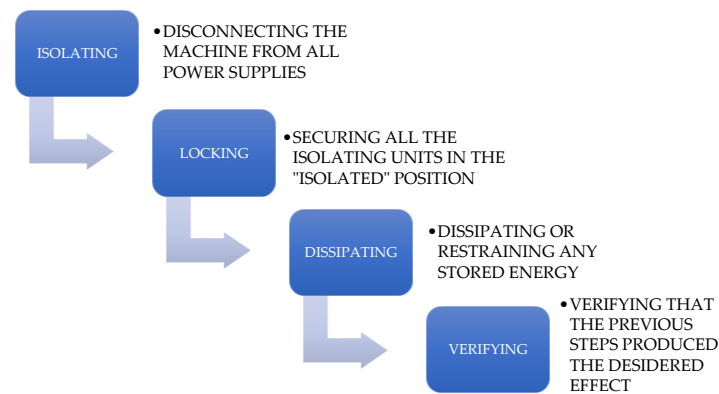 ISOLATING
•DISCONNECTING THE
MACHINE FROM ALL
POWER SUPPLIES
LOCKING
•SECURING ALL THE
ISOLATING UNITS IN THE
"ISOLATED" POSITION
DISSIPATING
•DISSIPATING OR
RESTRAINING ANY
STORED ENERGY
VERIFYING
•VERIFYING THAT
THE PREVIOUS
STEPS PRODUCED
THE DESIDERED
EFFECT